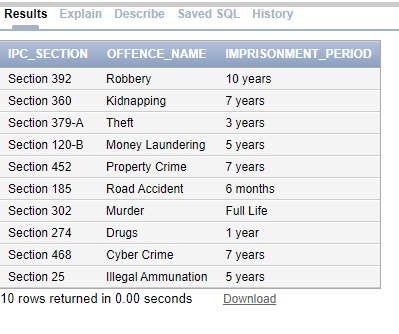 Results Explain Describe Saved SQL History
IPC_SECTION OFFENCE_NAME IMPRISONMENT_PERIOD
Section 392 Robbery 10 years
Section 360 Kidnapping 7 years
Section 379-A Theft 3 years
Section 120-B Money Laundering 5 years
Section 452 Property Crime 7 years
Section 185 Road Accident 6 months
Section 302 Murder Full Life
Section 274 Drugs 1 year
Section 468 Cyber Crime 7 years
Section 25 Illegal Ammunation 5 years
10 rows returned in 0.00 seconds Download